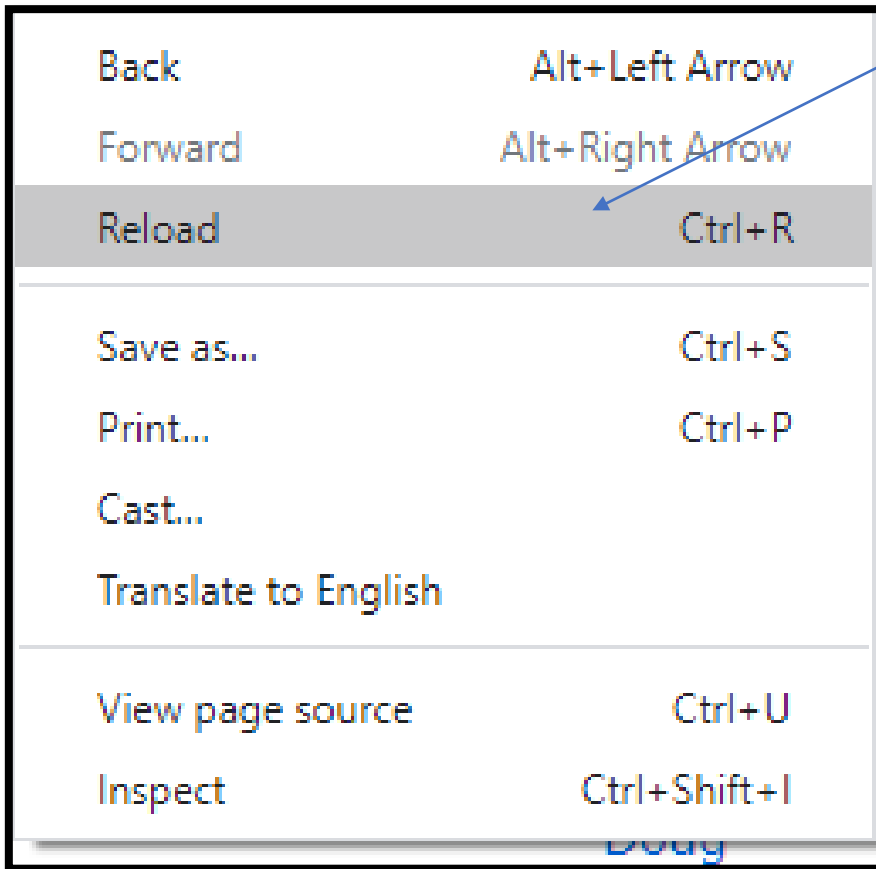 Back Alt+Left Arrow
Forward Alt+Right Arrow
Reload Ctrl+R
Save as... Ctrl+S
Print... Ctrl+P
Cast...
Translate to English
View page source Ctrl+U
Inspect Ctrl+Shift+I
Doug